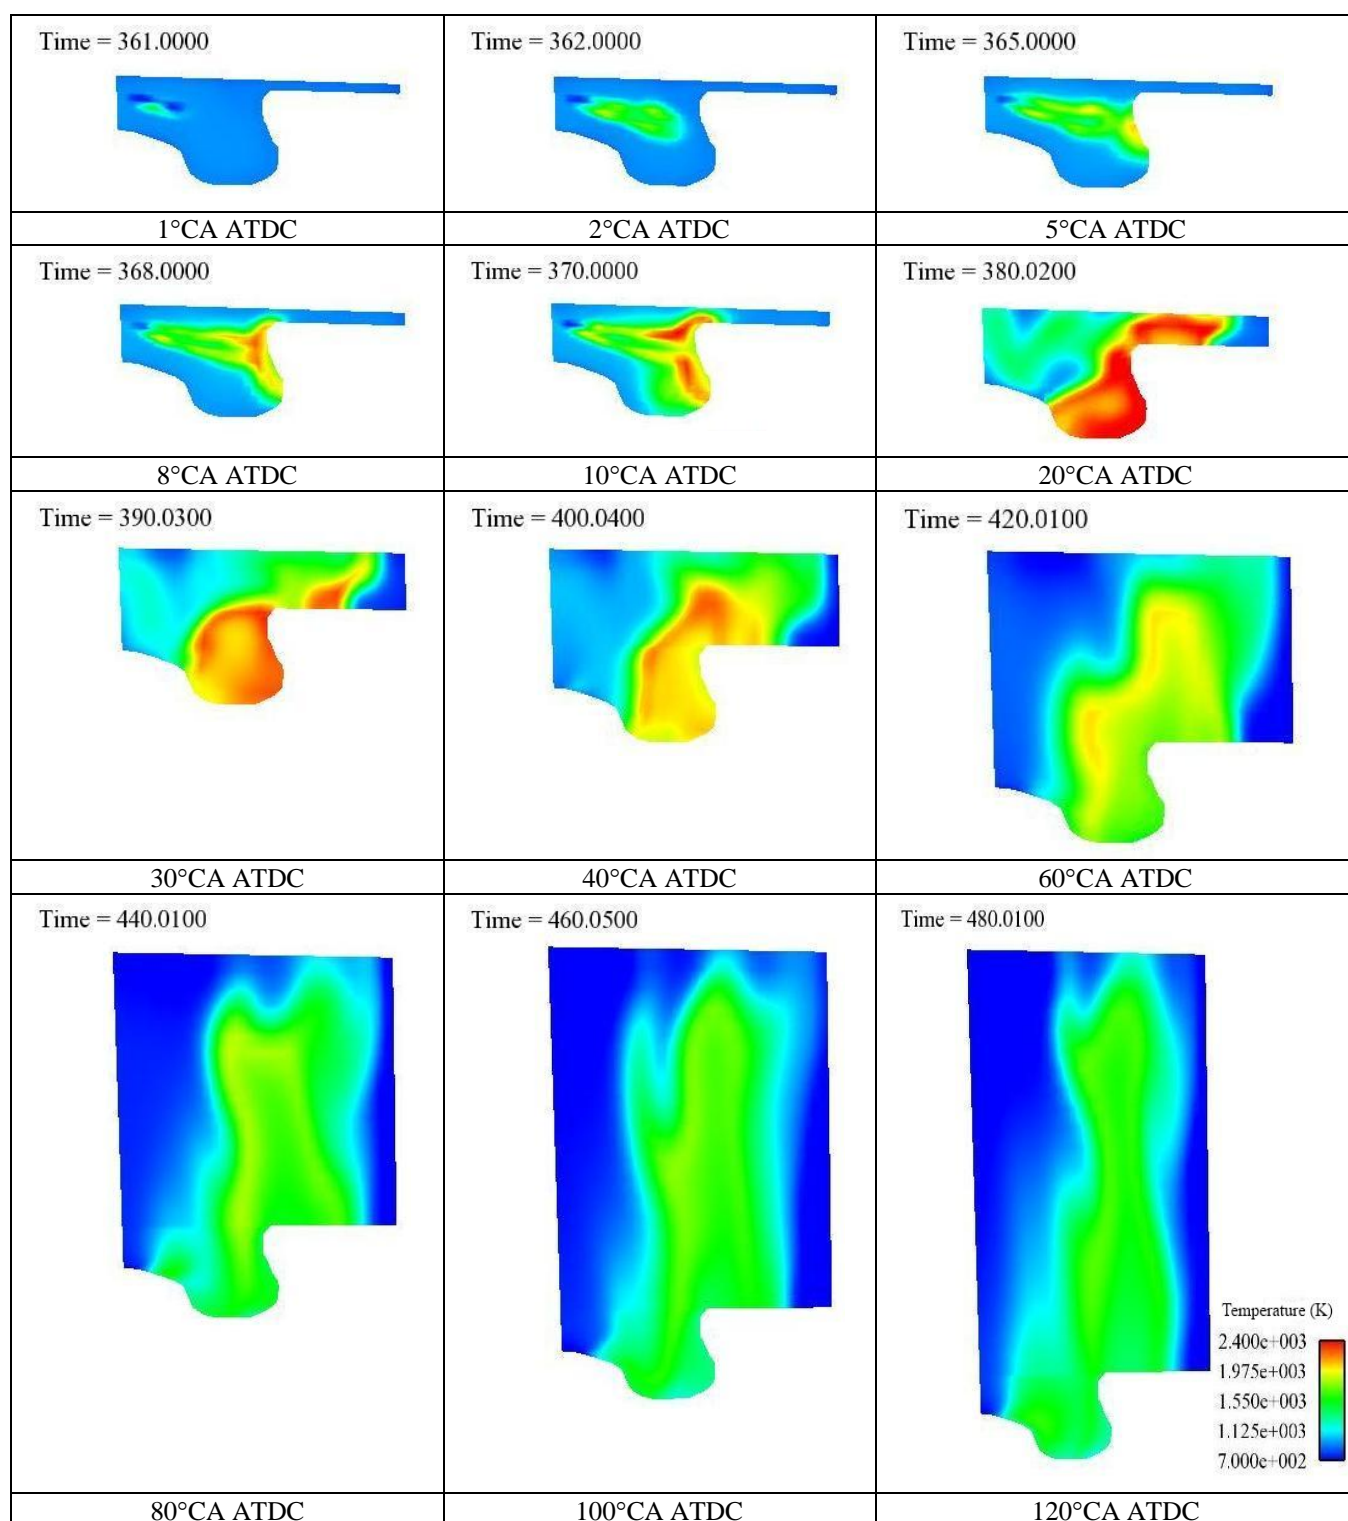 Time = 361.0000
Time = 362.0000
Time = 365.0000
1°CA ATDC
2°CA ATDC
5°CA ATDC
Time = 368.0000
Time = 370.0000
Time = 380.0200
8°CA ATDC
10°CA ATDC
20°CA ATDC
Time = 390.0300
Time = 400.0400
Time = 420.0100
30°CA ATDC
40°CA ATDC
60°CA ATDC
Time = 440.0100
Time = 460.0500
Time = 480.0100
Temperature (K)
2.400e+003
1.975e+003
1.550e+003
1.125e+003
7.000e+002
80°CA ATDC
100°CA ATDC
120°CA ATDC